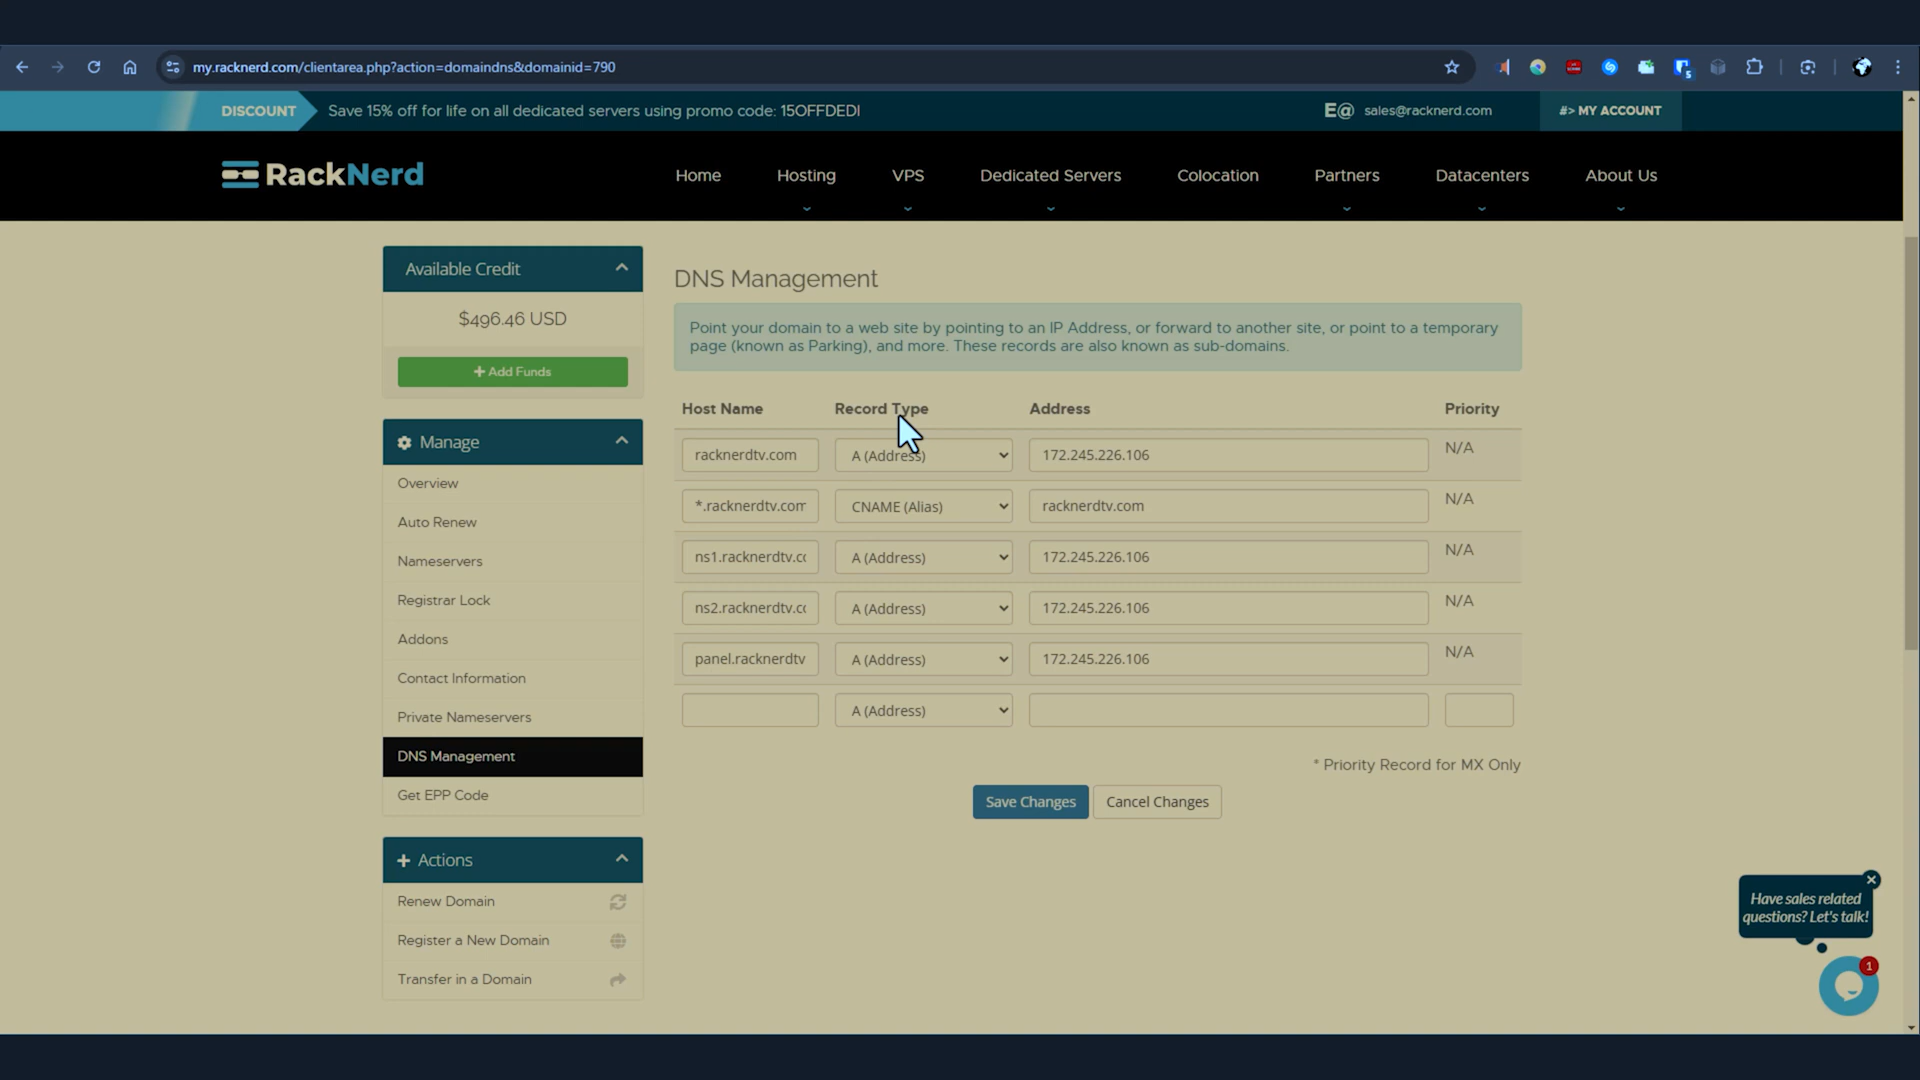 my.racknerd.com/clientarea.php?action=domaindns&domainid=790
DISCOUNT
Save 15% off for life on all dedicated servers using promo code: 15OFFDEDI
E@ sales@racknerd.com
#> MY ACCOUNT
RackNerd
Home
Hosting
VPS
Dedicated Servers
Colocation
Partners
Datacenters
About Us
Available Credit
$496.46 USD
Add Funds
Manage
Overview
Auto Renew
Nameservers
Registrar Lock
Addons
Contact Information
Private Nameservers
DNS Management
Get EPP Code
Actions
Renew Domain
Register a New Domain
Transfer in a Domain
DNS Management
Point your domain to a web site by pointing to an IP Address, or forward to another site, or point to a temporary
page (known as Parking), and more. These records are also known as sub-domains.
Host Name Record Type Address Priority
racknerdtv.com A (Address) 172.245.226.106 N/A
*.racknerdtv.com CNAME (Alias) racknerdtv.com N/A
ns1.racknerdtv.cc A (Address) 172.245.226.106 N/A
ns2.racknerdtv.cc A (Address) 172.245.226.106 N/A
panel.racknerdtv A (Address) 172.245.226.106 N/A
A (Address)
* Priority Record for MX Only
Save Changes
Cancel Changes
Have sales related
questions? Let's talk!
1